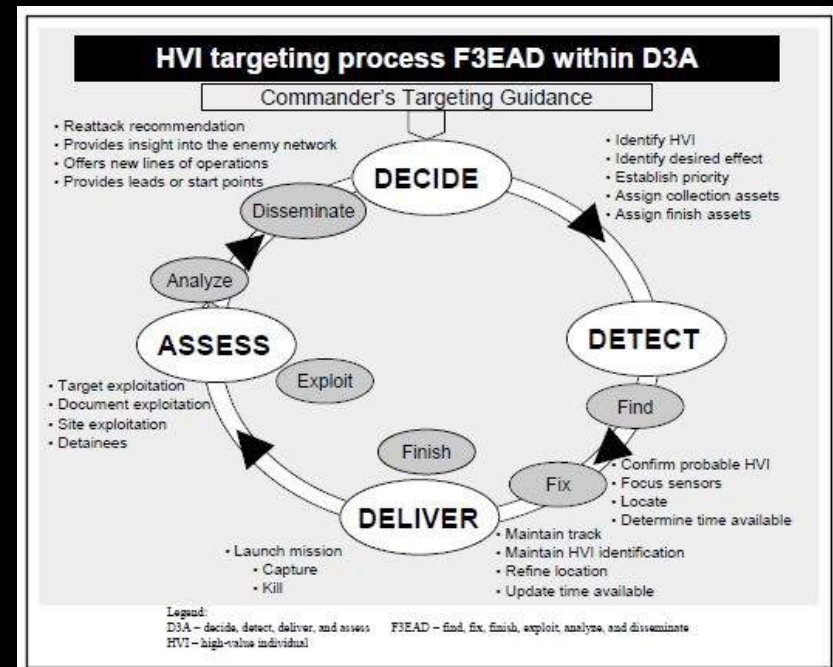 HVI targeting process F3EAD within D3A
Commander's Targeting Guidance
• Reattack recommendation
• Provides insight into the enemy network
• Offers new lines of operations
• Provides leads or start points
DECIDE
• Identify HVI
• Identify desired effect
• Establish priority
• Assign collection assets
• Assign finish assets
Disseminate
Analyze
ASSESS
DETECT
Exploit
• Target exploitation
• Document exploitation
• Site exploitation
• Detainees
Find
Finish
Fix
• Confirm probable HVI
• Focus sensors
• Locate
• Determine time available
DELIVER
• Launch mission
• Capture
• Kill
• Maintain track
• Maintain HVI identification
• Refine location
• Update time available
Legend:
D3A – decide, detect, deliver, and assess F3EAD – find, fix, finish, exploit, analyze, and disseminate
HVI – high-value individual